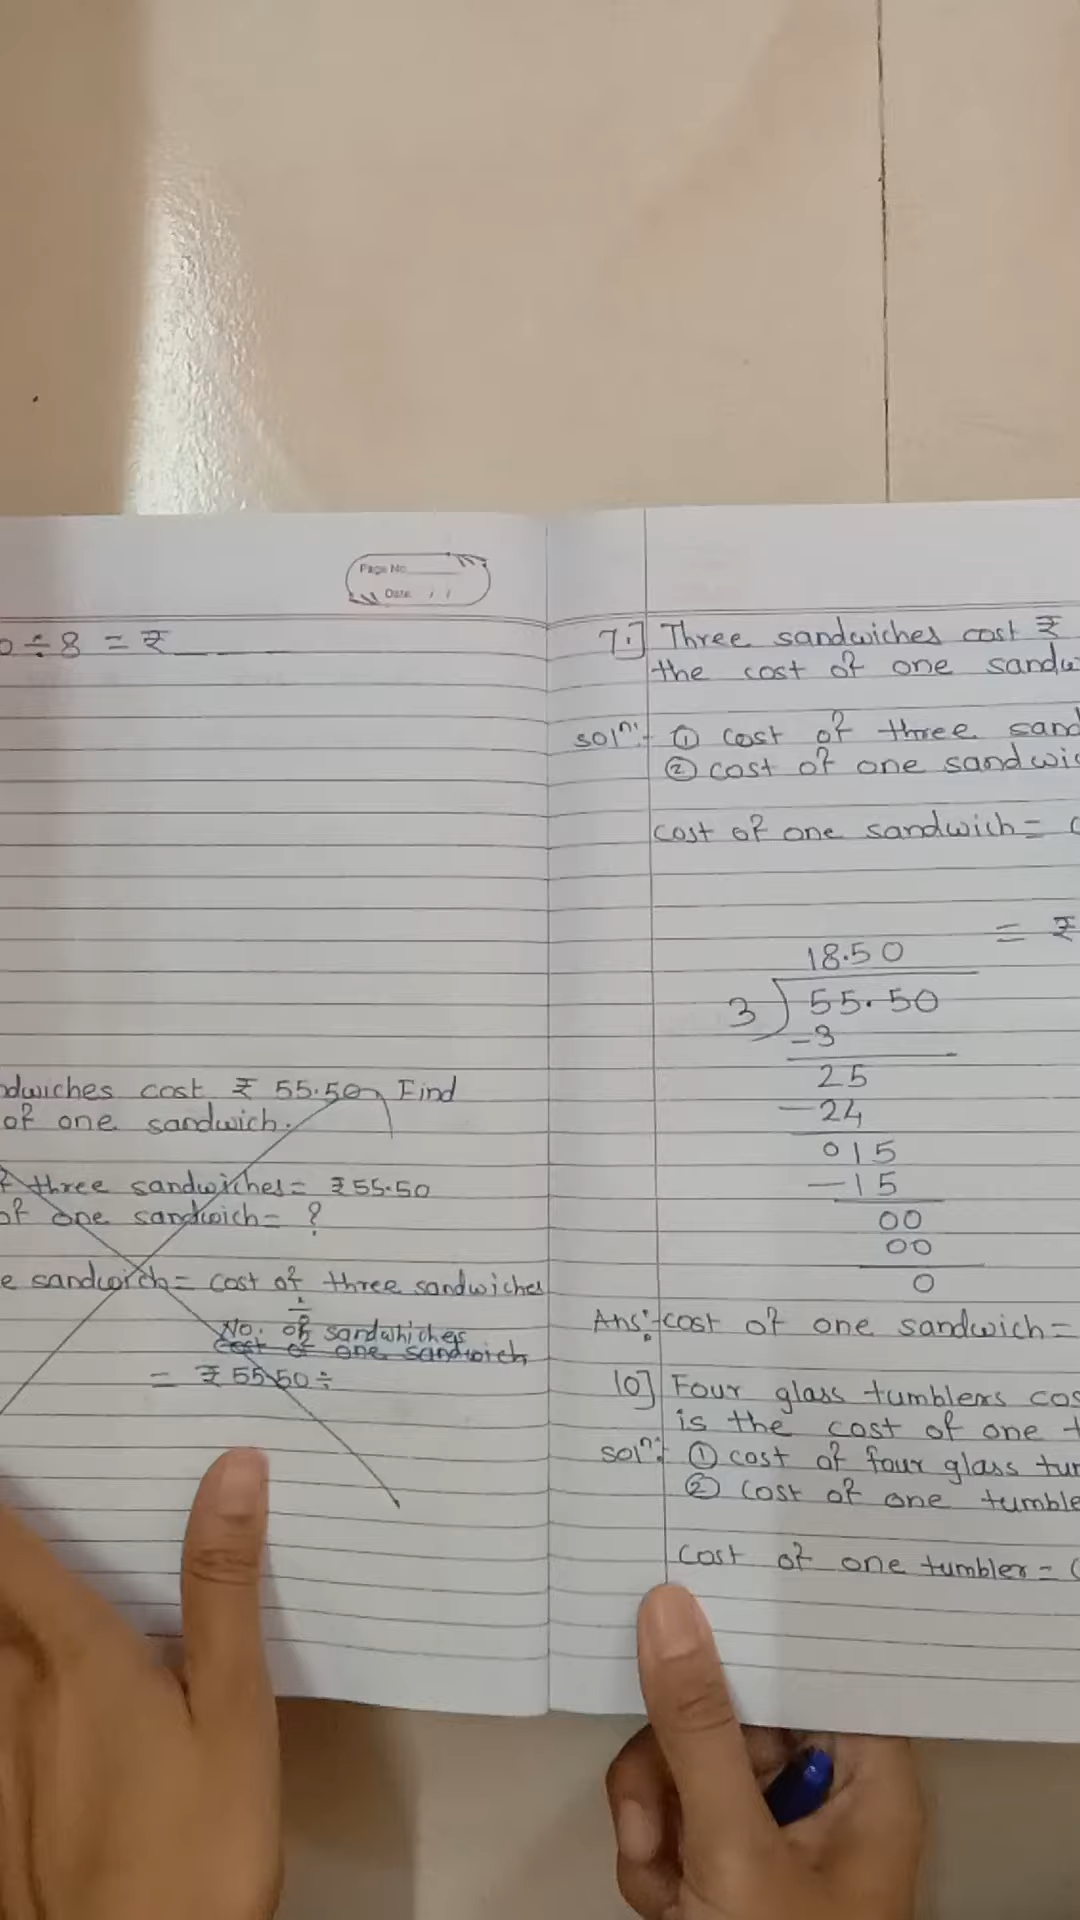 Page No
Date / /
÷ 8 = ₹
dwiches cost ₹ 55.50 Find
of one sandwich.
three sandwiches = ₹55.50
of one sandwich = ?
e sandwich = cost of three sandwiches
÷
No. of sandwhiches
cost of one sandwich
= ₹ 55.50 ÷
7.] Three sandwiches cost ₹
the cost of one sandwi
soln:- ① cost of three sand
② cost of one sandwic
cost of one sandwich = (
= ₹
18.50
3 ) 55.50
-3
25
-24
015
-15
00
00
0
Ans:- cost of one sandwich =
10] Four glass tumblers cos
is the cost of one t
soln: ① cost of four glass tum
② cost of one tumble
cost of one tumbler = (